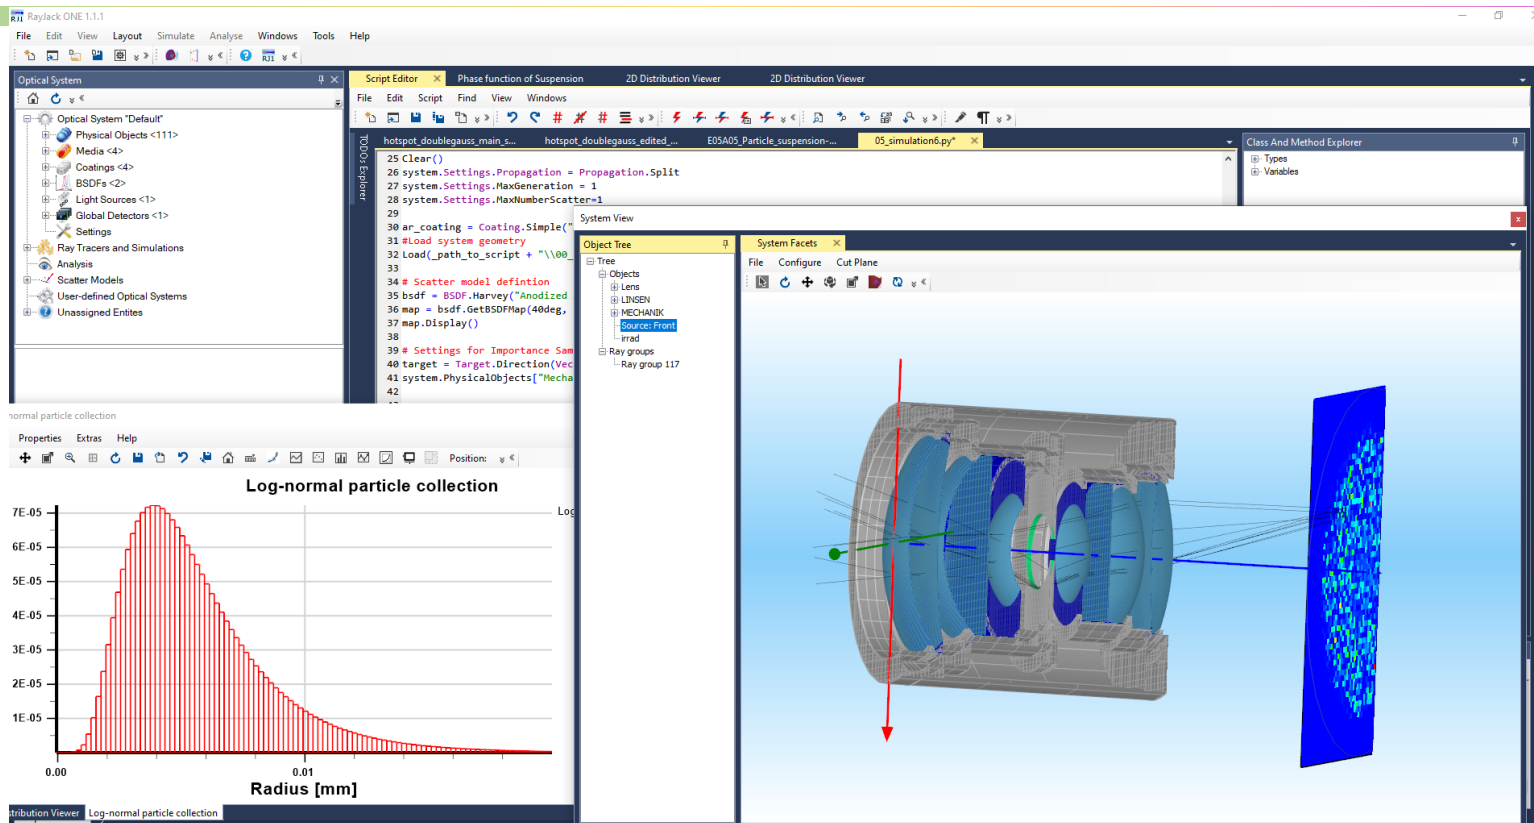 RayJack ONE 1.1.1
File Edit View Layout Simulate Analyse Windows Tools Help
Optical System
Optical System "Default"
Physical Objects <111>
Media <4>
Coatings <4>
BSDFs <2>
Light Sources <1>
Global Detectors <1>
Settings
Ray Tracers and Simulations
Analysis
Scatter Models
User-defined Optical Systems
Unassigned Entites
Script Editor Phase function of Suspension 2D Distribution Viewer 2D Distribution Viewer
File Edit Script Find View Windows
TODOs Explorer
hotspot_doublegauss_main_s... hotspot_doublegauss_edited_... E05A05_Particle_suspension-... 05_simulation6.py*
25 Clear()
26 system.Settings.Propagation = Propagation.Split
27 system.Settings.MaxGeneration = 1
28 system.Settings.MaxNumberScatter=1
29
30 ar_coating = Coating.Simple("
31 #Load system geometry
32 Load(_path_to_script + "\\00_
33
34 # Scatter model defintion
35 bsdf = BSDF.Harvey("Anodized
36 map = bsdf.GetBSDFMap(40deg,
37 map.Display()
38
39 # Settings for Importance Sam
40 target = Target.Direction(Vec
41 system.PhysicalObjects["Mecha
42
Class And Method Explorer
Types
Variables
System View
Object Tree
Tree
Objects
Lens
LINSEN
MECHANIK
Source: Front
irrad
Ray groups
Ray group 117
System Facets
File Configure Cut Plane
normal particle collection
Properties Extras Help
Position:
Log-normal particle collection
Log
7E-05
6E-05
5E-05
4E-05
3E-05
2E-05
1E-05
0.00 0.01
Radius [mm]
stribution Viewer Log-normal particle collection